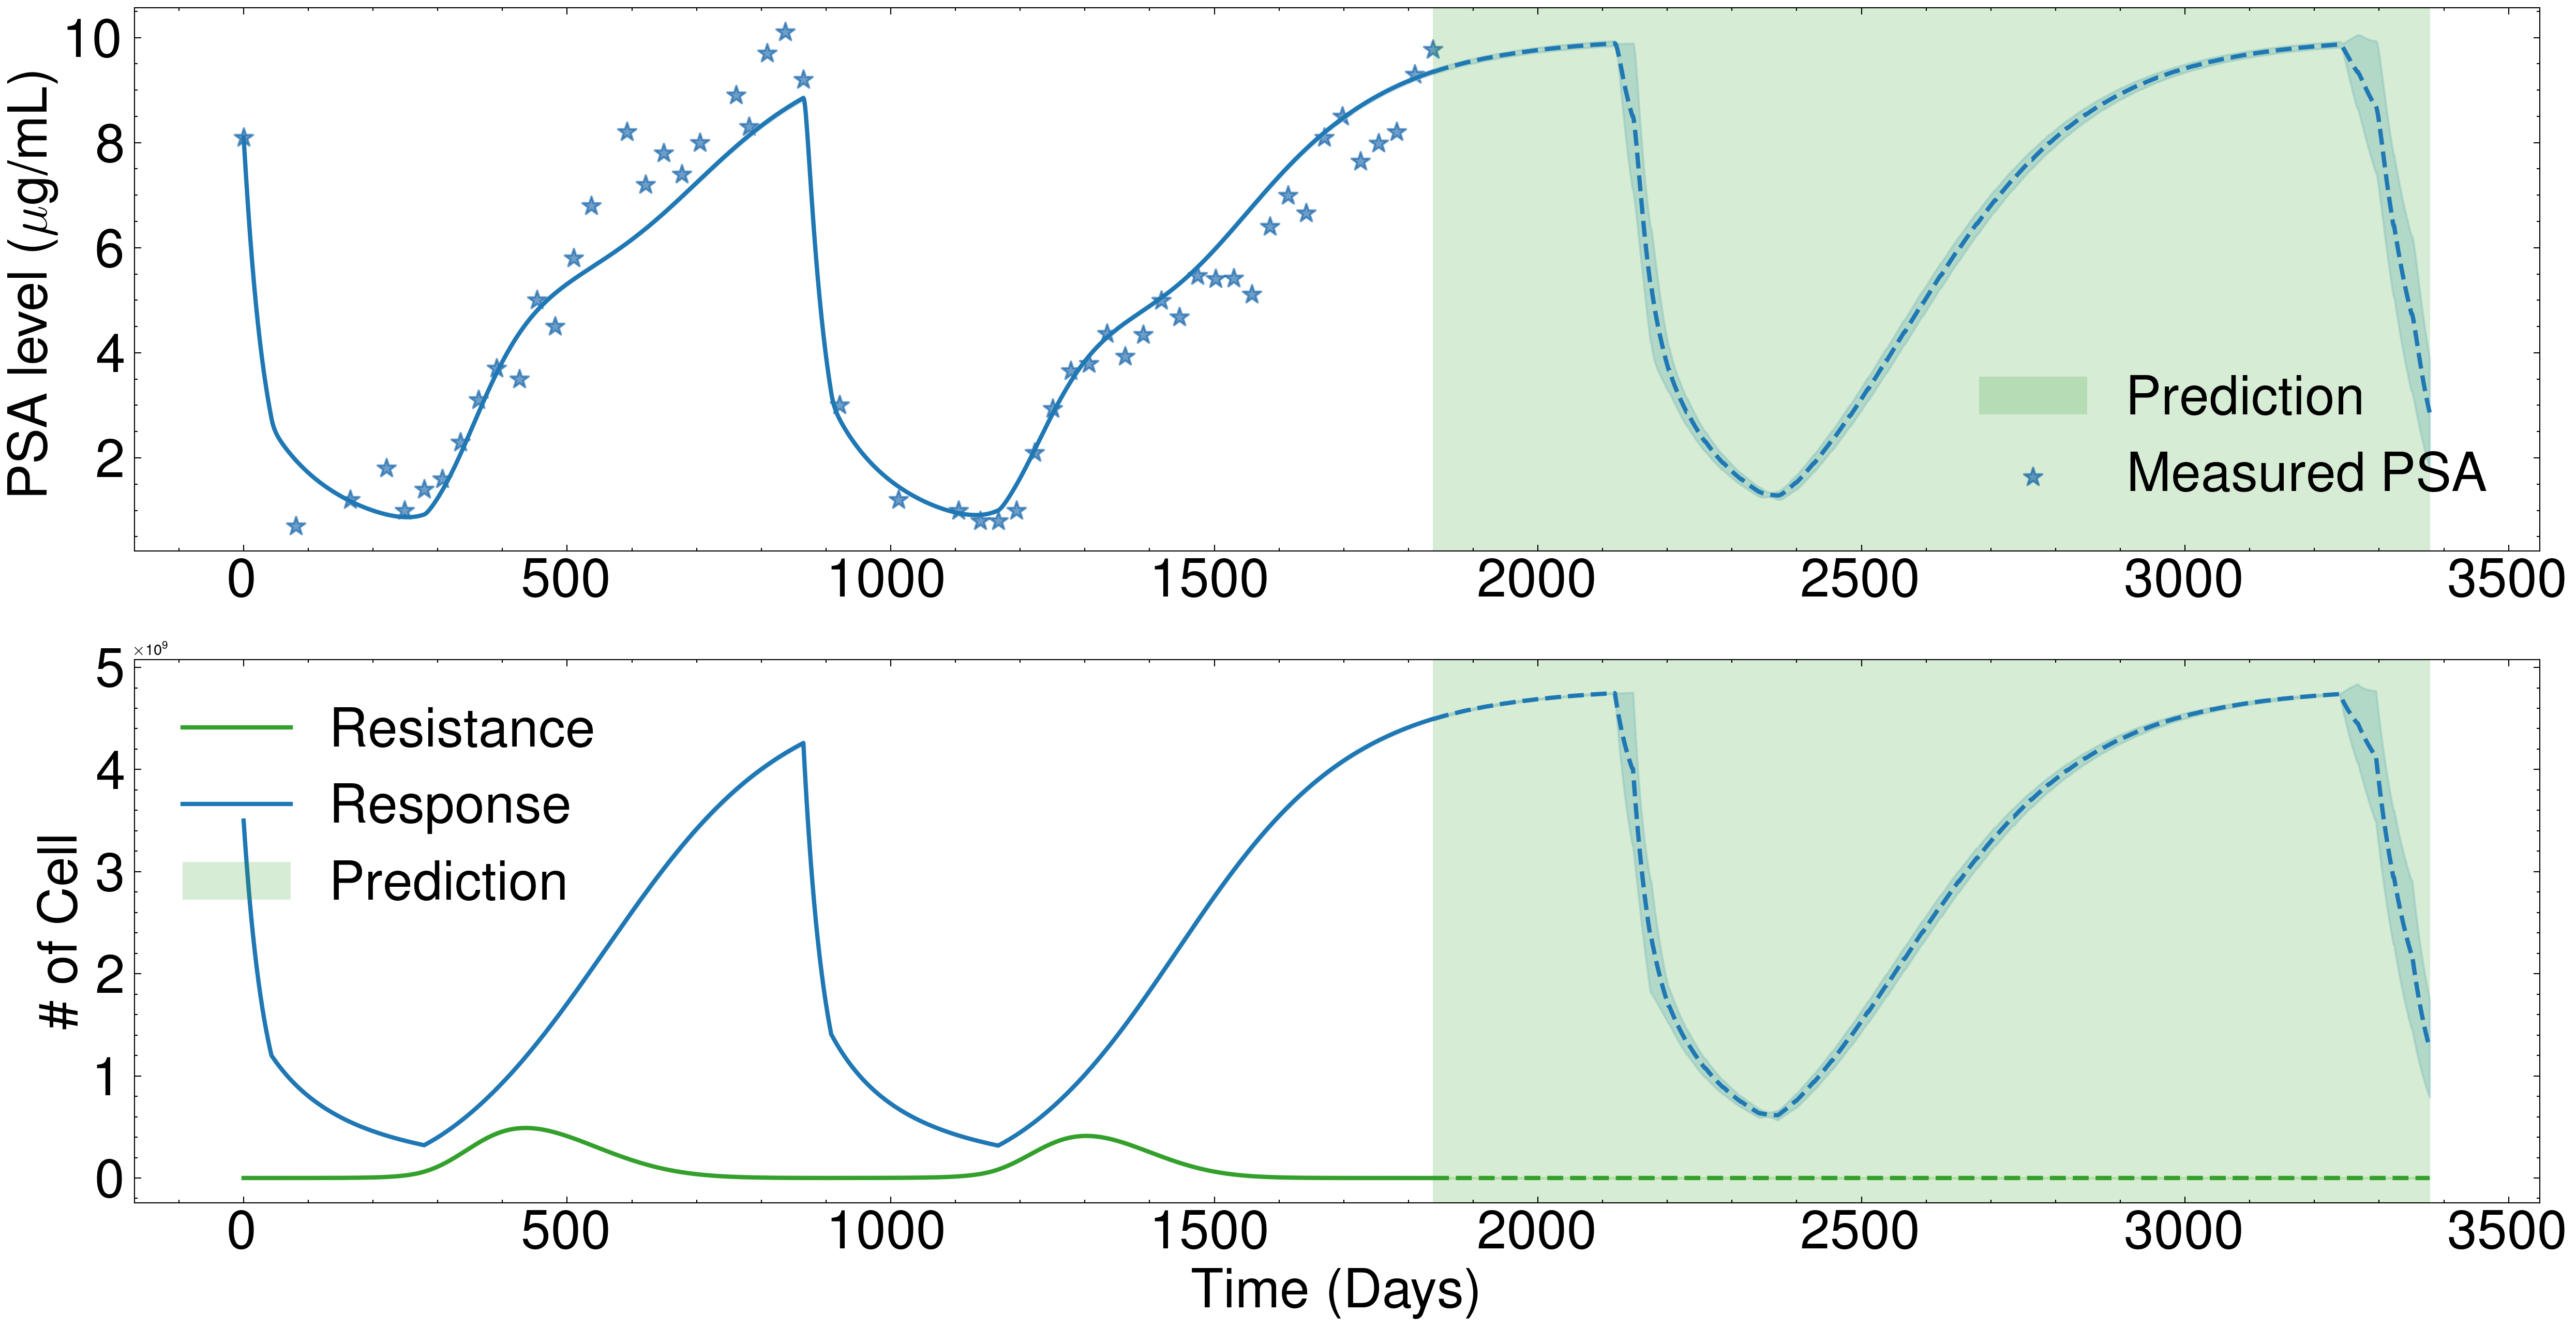 PSA level (μg/mL)
10
8
6
4
2
Prediction
Measured PSA
0 500 1000 1500 2000 2500 3000 3500
×10⁹
# of Cell
5
4
3
2
1
0
Resistance
Response
Prediction
0 500 1000 1500 2000 2500 3000 3500
Time (Days)